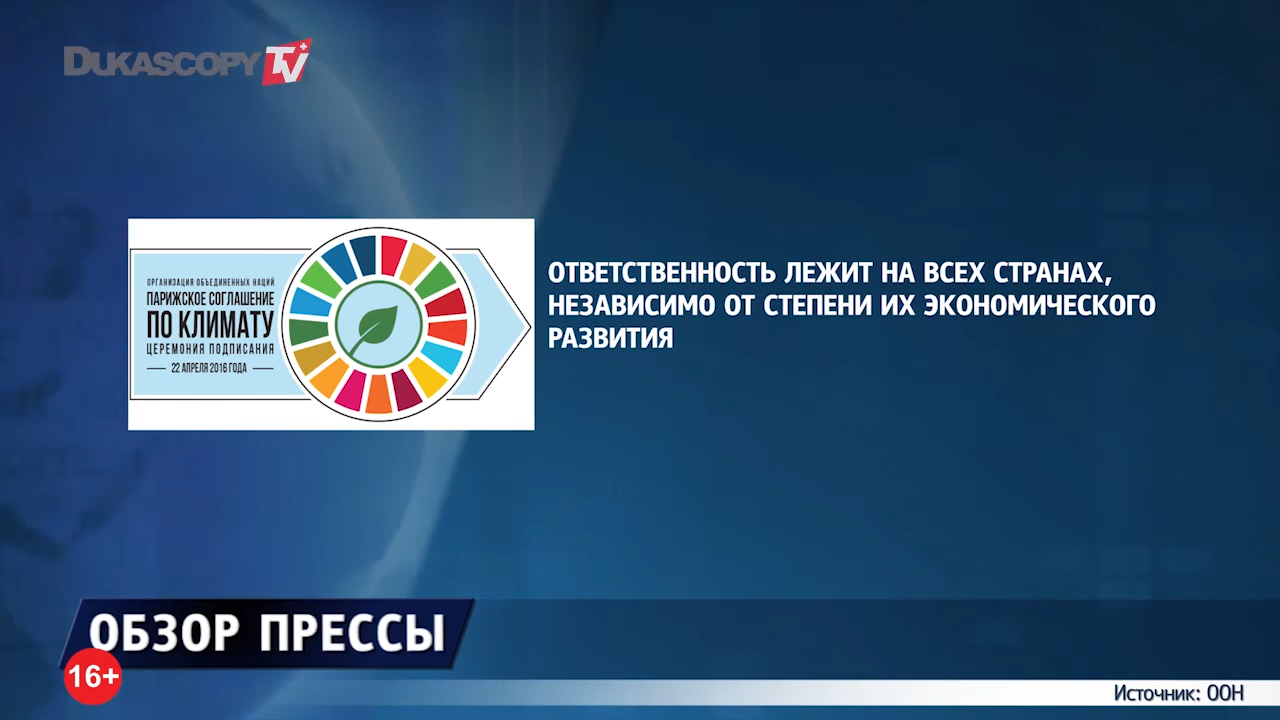 DUKASCOPY TV
ОРГАНИЗАЦИЯ ОБЪЕДИНЕННЫХ НАЦИЙ
ПАРИЖСКОЕ СОГЛАШЕНИЕ
ПО КЛИМАТУ
ЦЕРЕМОНИЯ ПОДПИСАНИЯ
22 АПРЕЛЯ 2016 ГОДА
ОТВЕТСТВЕННОСТЬ ЛЕЖИТ НА ВСЕХ СТРАНАХ,
НЕЗАВИСИМО ОТ СТЕПЕНИ ИХ ЭКОНОМИЧЕСКОГО
РАЗВИТИЯ
ОБЗОР ПРЕССЫ
16+
Источник: ООН